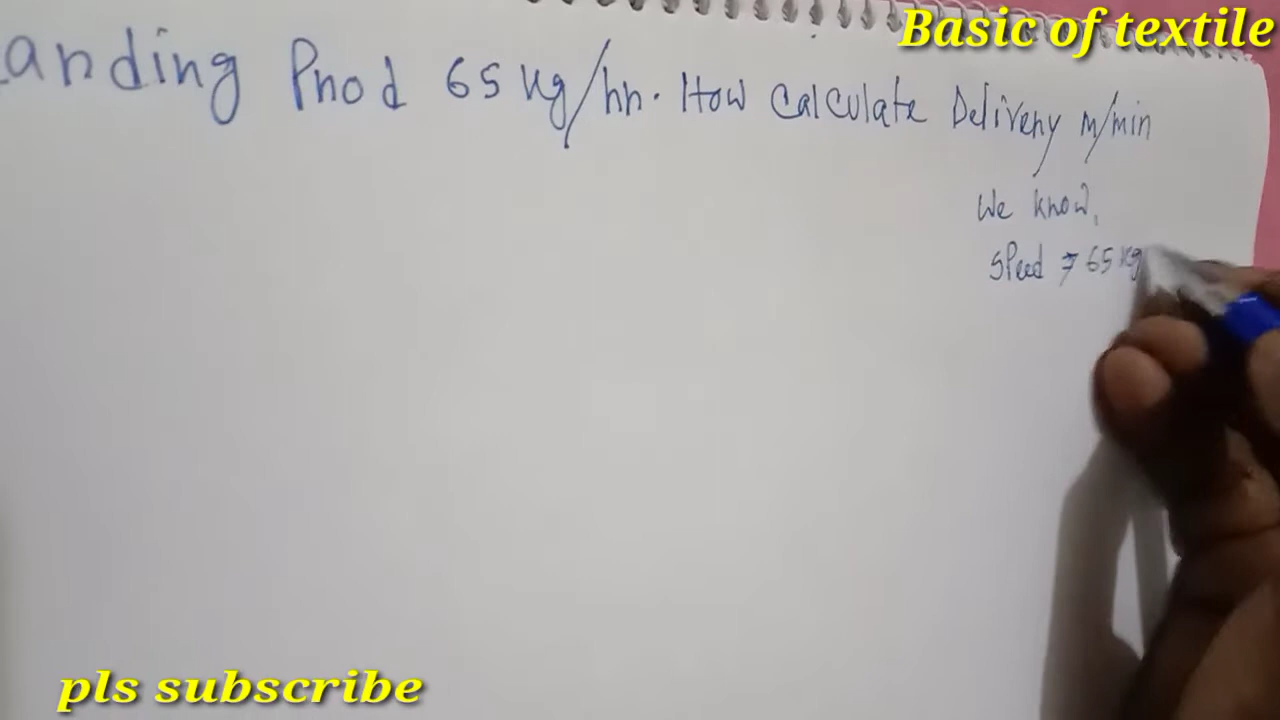 Basic of textile
anding Prod 65 kg/hr. How calculate Delivery m/min
We know,
Speed = 65 kg
pls subscribe